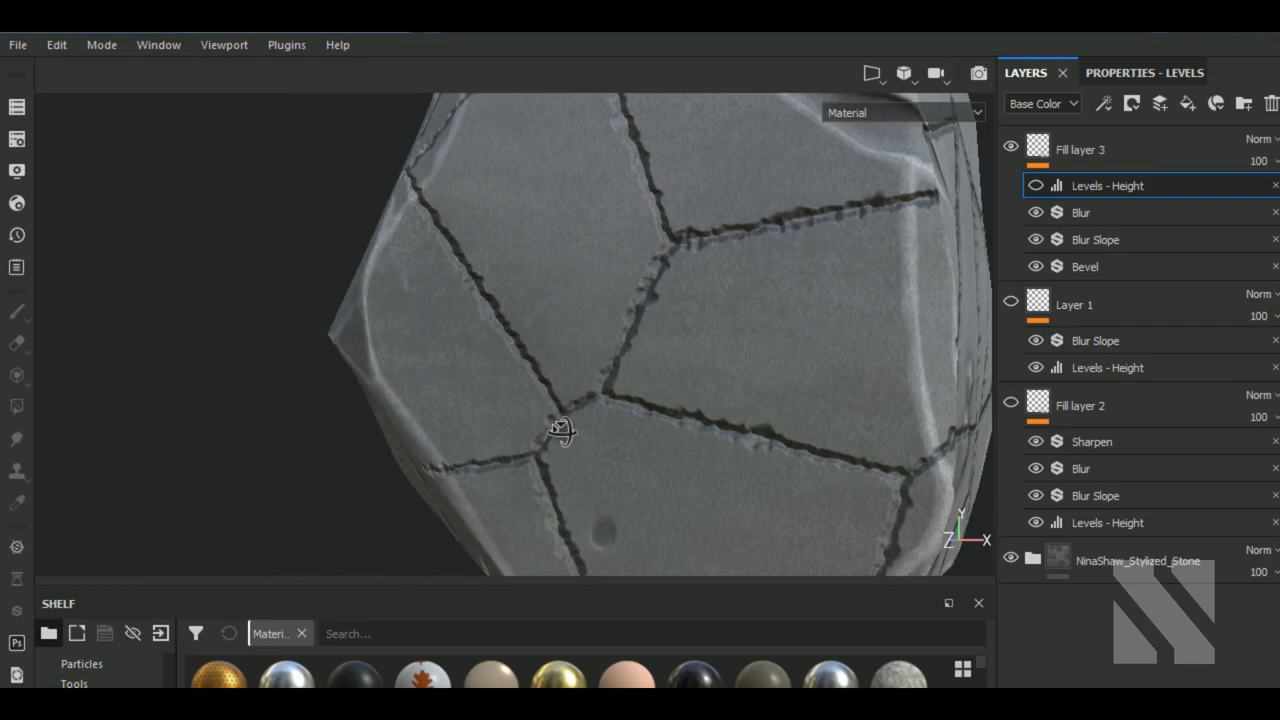 File Edit Mode Window Viewport Plugins Help
LAYERS PROPERTIES - LEVELS
Base Color
Material
Fill layer 3 Norm
100
Levels - Height
Blur
Blur Slope
Bevel
Layer 1 Norm
100
Blur Slope
Levels - Height
Fill layer 2 Norm
100
Sharpen
Blur
Blur Slope
Levels - Height
Y
Z X
NinaShaw_Stylized_Stone Norm
100
SHELF
Materi.. Search...
Ps
Particles
Tools